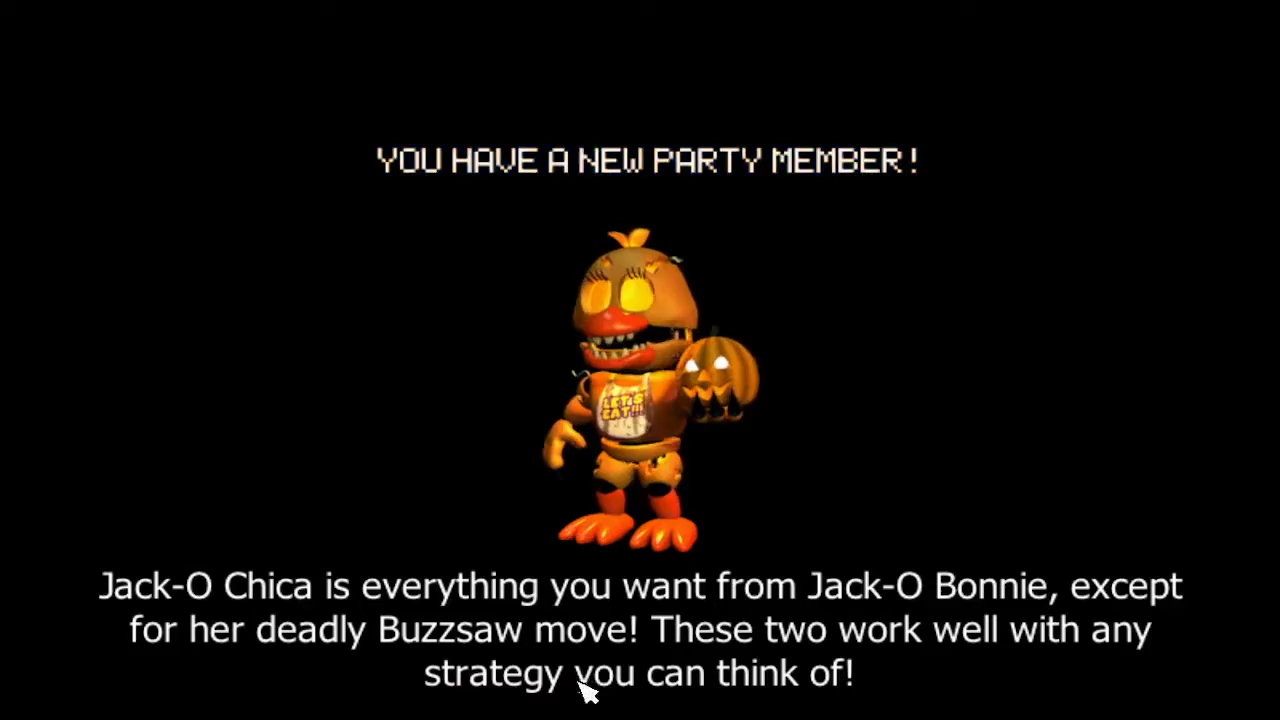 YOU HAVE A NEW PARTY MEMBER!
LET'S
EAT!!!
Jack-O Chica is everything you want from Jack-O Bonnie, except
for her deadly Buzzsaw move! These two work well with any
strategy you can think of!